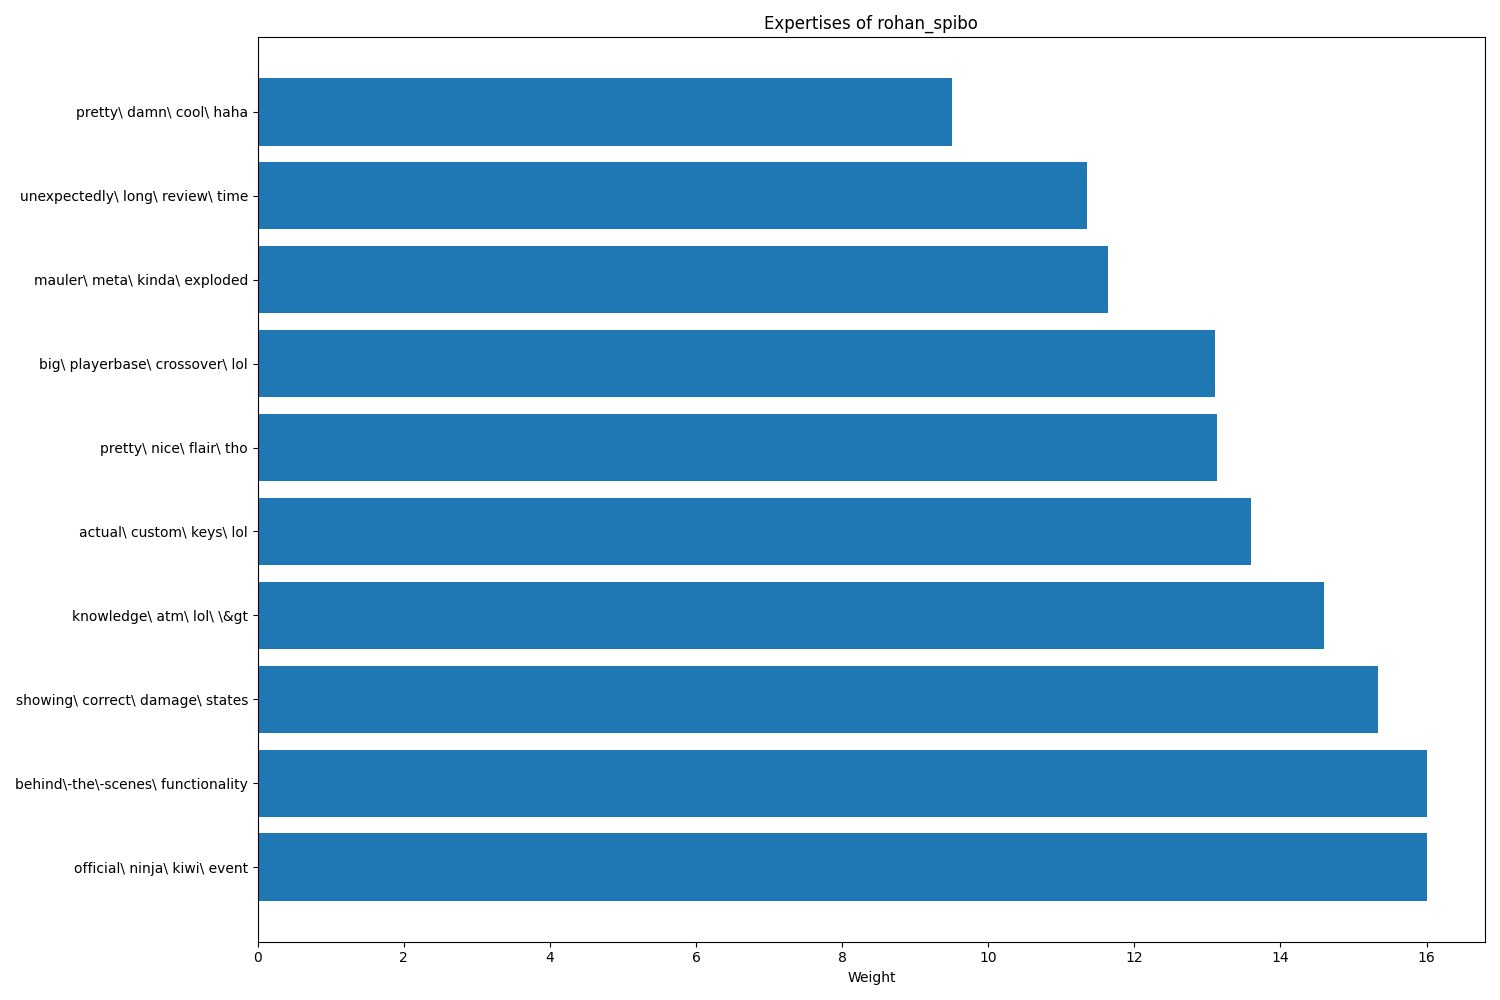 Expertises of rohan_spibo
pretty\ damn\ cool\ haha
unexpectedly\ long\ review\ time
mauler\ meta\ kinda\ exploded
big\ playerbase\ crossover\ lol
pretty\ nice\ flair\ tho
actual\ custom\ keys\ lol
knowledge\ atm\ lol\ \&gt
showing\ correct\ damage\ states
behind\-the\-scenes\ functionality
official\ ninja\ kiwi\ event
0 2 4 6 8 10 12 14 16
Weight